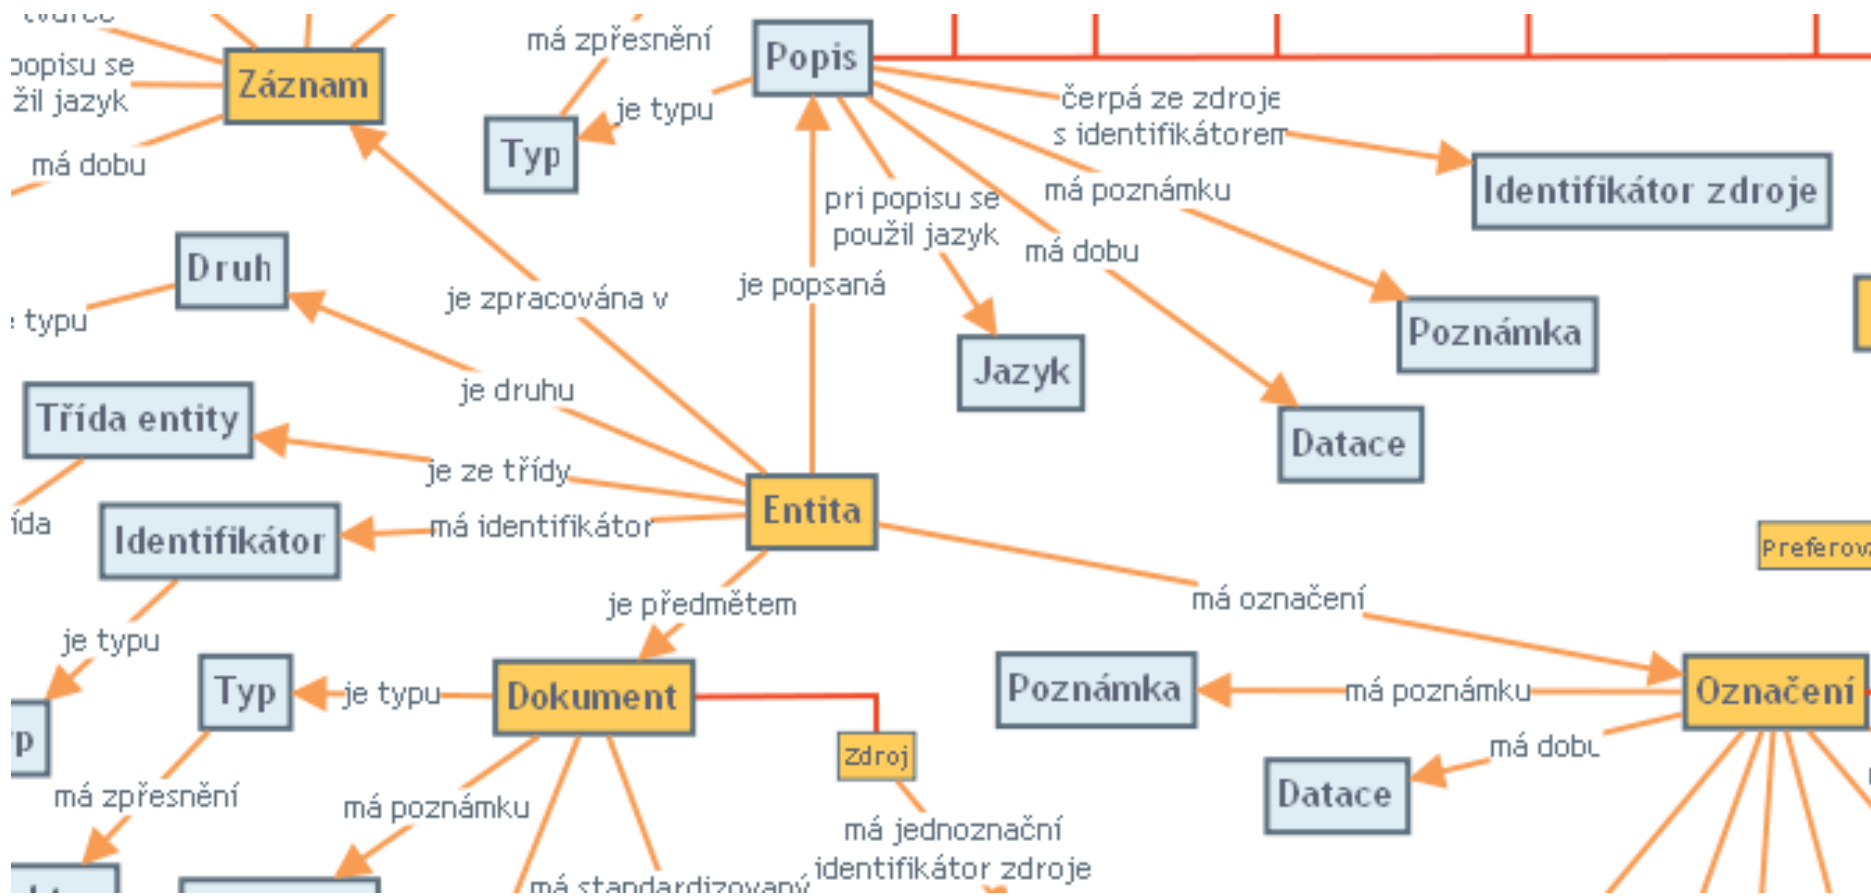 popisu se
žil jazyk
Záznam
má dobu
má zpřesnění
Popis
je typu
Typ
čerpá ze zdroje
s identifikátorem
Identifikátor zdroje
má poznámku
pri popisu se
použil jazyk
má dobu
Druh
typu
je zpracována v
je popsaná
Poznámka
Jazyk
je druhu
Třída entity
Datace
je ze třídy
Entita
má identifikátor
Identifikátor
ída
Preferova
je předmětem
má označení
je typu
Typ
je typu
Dokument
Poznámka
má poznámku
Označení
yp
Zdroj
má dobu
Datace
má zpřesnění
má poznámku
má jednoznační
identifikátor zdroje
má standardizovaný